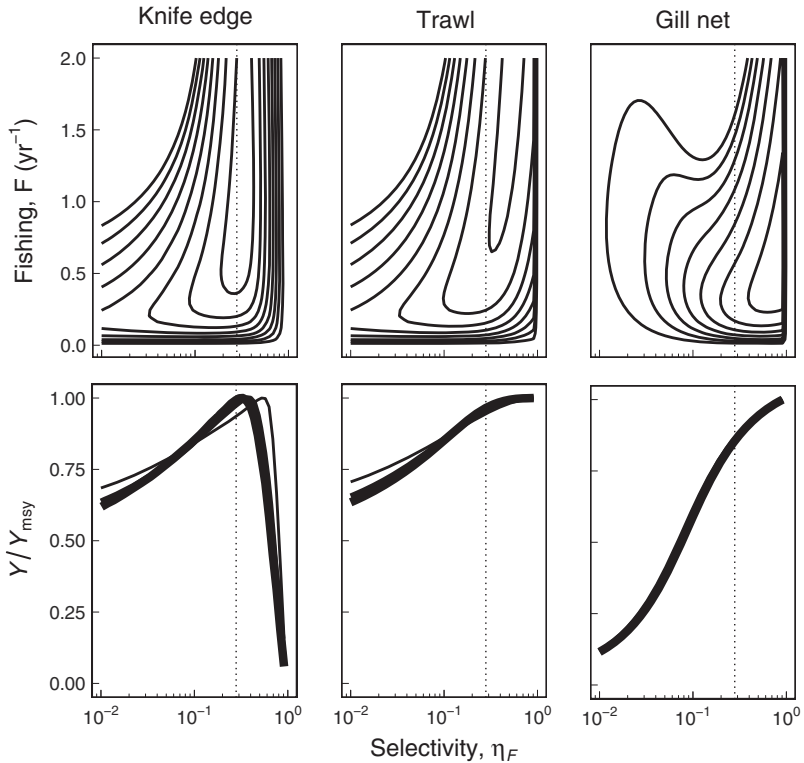 Knife edge Trawl Gill net
Fishing, F (yr⁻¹)
2.0
1.5
1.0
0.5
0.0
Y/Y_msy
1.00
0.75
0.50
0.25
0.00
10⁻² 10⁻¹ 10⁰ 10⁻² 10⁻¹ 10⁰ 10⁻² 10⁻¹ 10⁰
Selectivity, η_F